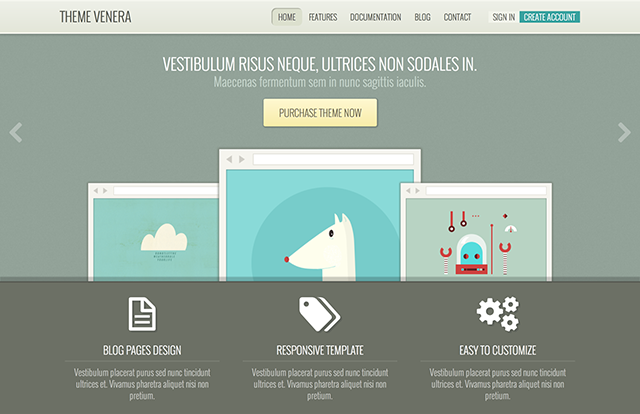 THEME VENERA
HOME FEATURES DOCUMENTATION BLOG CONTACT SIGN IN CREATE ACCOUNT
VESTIBULUM RISUS NEQUE, ULTRICES NON SODALES IN.
Maecenas fermentum sem in nunc sagittis iaculis.
PURCHASE THEME NOW
BLOG PAGES DESIGN
Vestibulum placerat purus sed nunc tincidunt
ultrices et. Vivamus pharetra aliquet nisi non
pretium.
RESPONSIVE TEMPLATE
Vestibulum placerat purus sed nunc tincidunt
ultrices et. Vivamus pharetra aliquet nisi non
pretium.
EASY TO CUSTOMIZE
Vestibulum placerat purus sed nunc tincidunt
ultrices et. Vivamus pharetra aliquet nisi non
pretium.